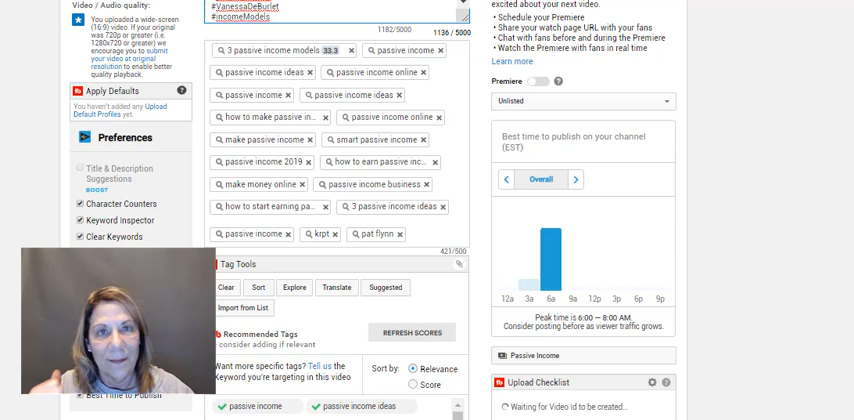 Video / Audio quality:
You uploaded a wide-screen
(16:9) video. If your original
was 720p or greater (i.e.
1280x720 or greater) we
encourage you to submit
your video at original
resolution to enable better
quality playback.
Apply Defaults
You haven't added any Upload
Default Profiles yet.
Preferences
Title & Description
Suggestions
BOOST
Character Counters
Keyword Inspector
Clear Keywords
Best Time to Publish
#VanessaDeBurlet
#incomeModels
1182/5000 1136 / 5000
3 passive income models 33.3 x passive income x
passive income ideas x passive income online x
passive income x passive income ideas x
how to make passive in... x passive income online x
make passive income x smart passive income x
passive income 2019 x how to earn passive inc... x
make money online x passive income business x
how to start earning pa... x 3 passive income ideas x
passive income x krpt x pat flynn x
421/500
Tag Tools
Clear Sort Explore Translate Suggested
Import from List
Recommended Tags
- consider adding if relevant
REFRESH SCORES
Want more specific tags? Tell us the
Keyword you're targeting in this video
Sort by: Relevance
Score
passive income passive income ideas
excited about your next video.
• Schedule your Premiere
• Share your watch page URL with your fans
• Chat with fans before and during the Premiere
• Watch the Premiere with fans in real time
Learn more
Premiere
Unlisted
Best time to publish on your channel
(EST)
Overall
12a 3a 6a 9a 12p 3p 6p 9p
Peak time is 6:00 — 8:00 AM.
Consider posting before as viewer traffic grows.
Passive Income
Upload Checklist
Waiting for Video Id to be created...